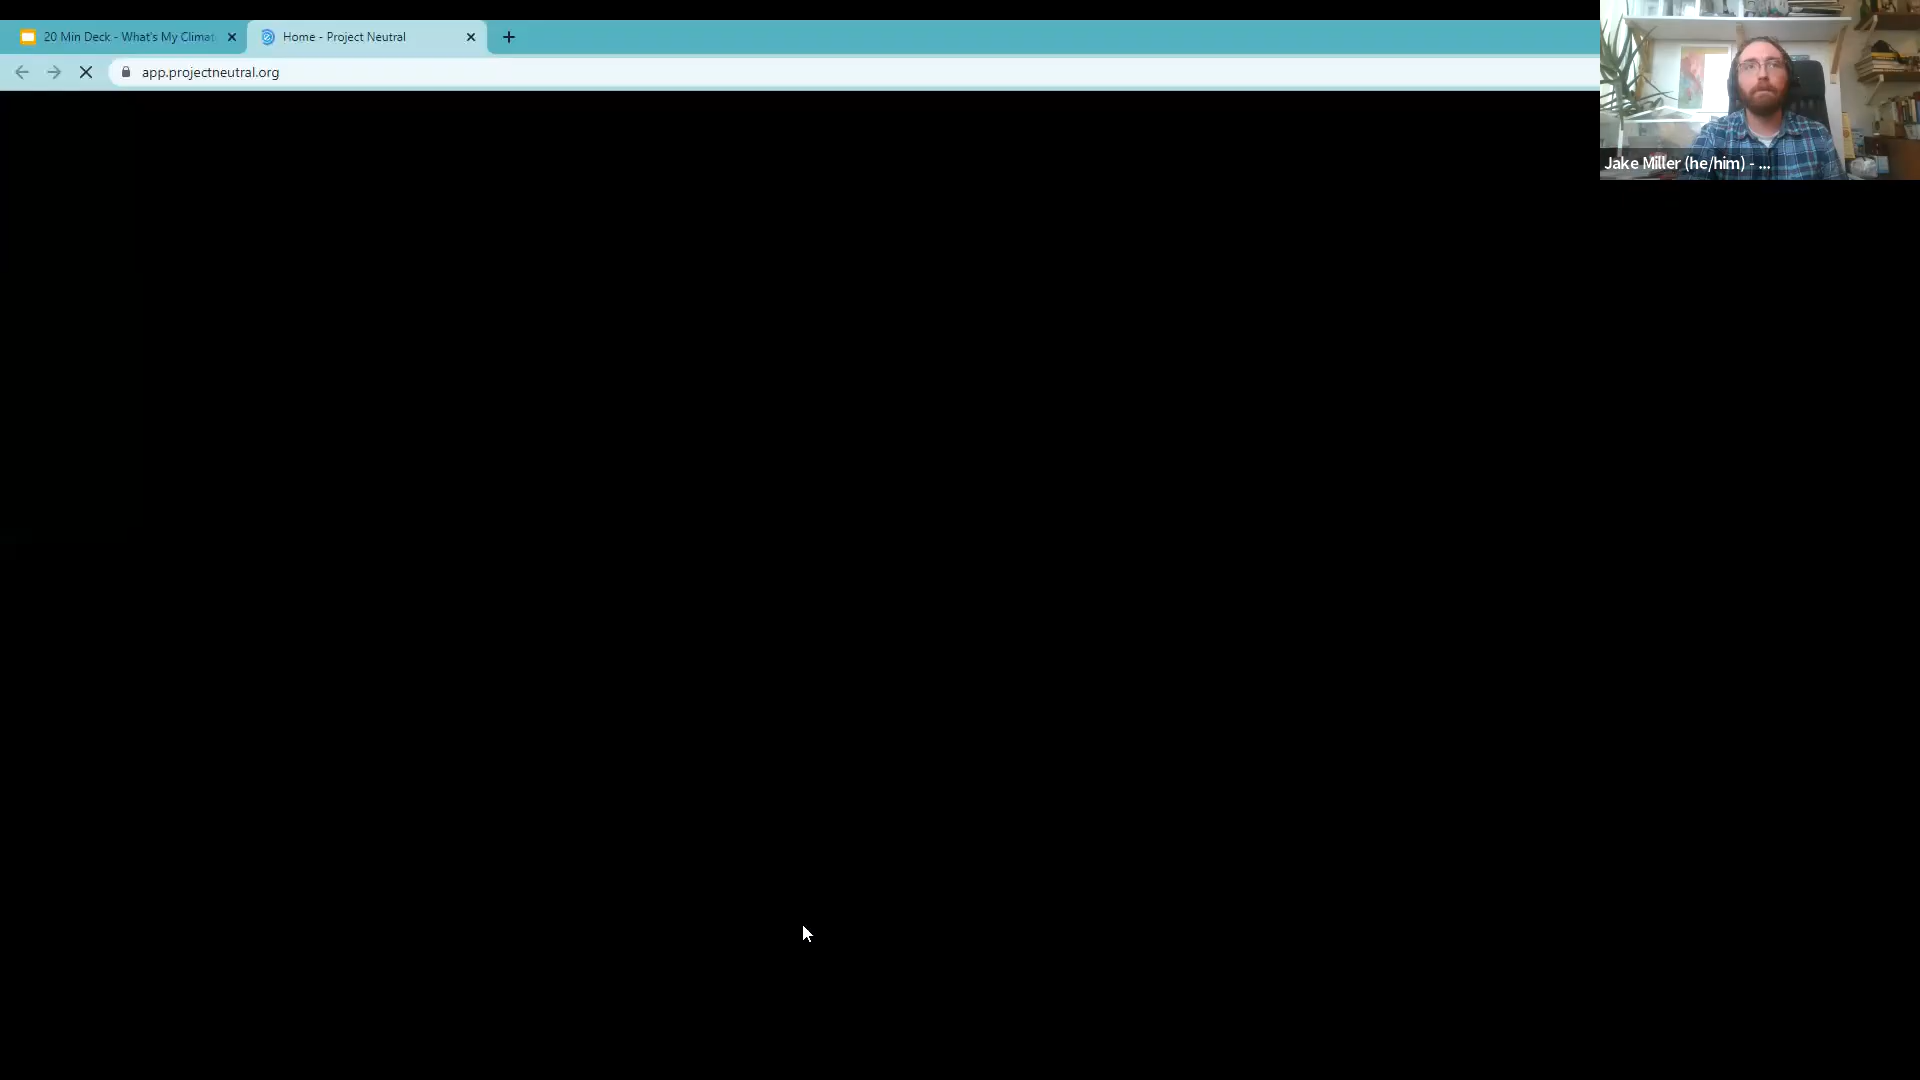 20 Min Deck - What's My Climat
Home - Project Neutral
app.projectneutral.org
Jake Miller (he/him) - ...